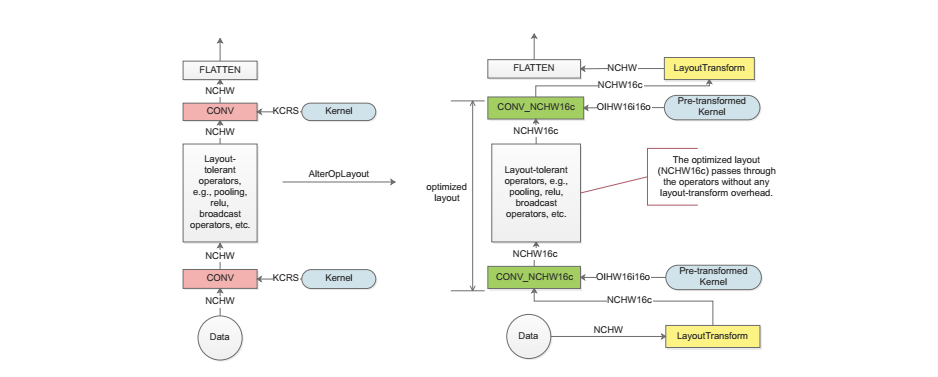 FLATTEN
NCHW
CONV
KCRS
Kernel
NCHW
Layout-
tolerant
operators,
e.g., pooling,
relu,
broadcast
operators, etc.
NCHW
CONV
KCRS
Kernel
NCHW
Data
AlterOpLayout
FLATTEN
NCHW
LayoutTransform
NCHW16c
CONV_NCHW16c
OIHW16i16o
Pre-transformed
Kernel
NCHW16c
optimized
layout
Layout-tolerant
operators, e.g.,
pooling, relu,
broadcast
operators, etc.
The optimized layout
(NCHW16c) passes through
the operators without any
layout-transform overhead.
NCHW16c
CONV_NCHW16c
OIHW16i16o
Pre-transformed
Kernel
NCHW16c
Data
NCHW
LayoutTransform